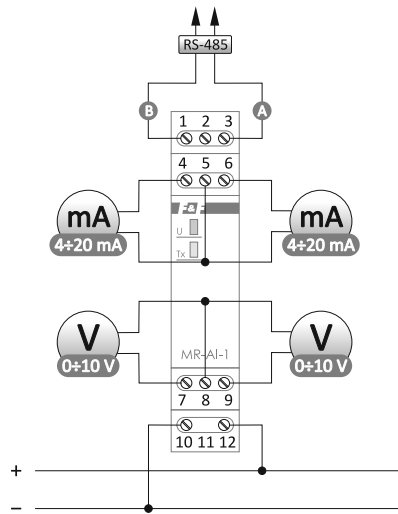 RS-485
B A
1 2 3
4 5 6
F&F
mA mA
4÷20 mA 4÷20 mA
U
Tx
V V
0÷10 V 0÷10 V
MR-AI-1
7 8 9
10 11 12
+
−